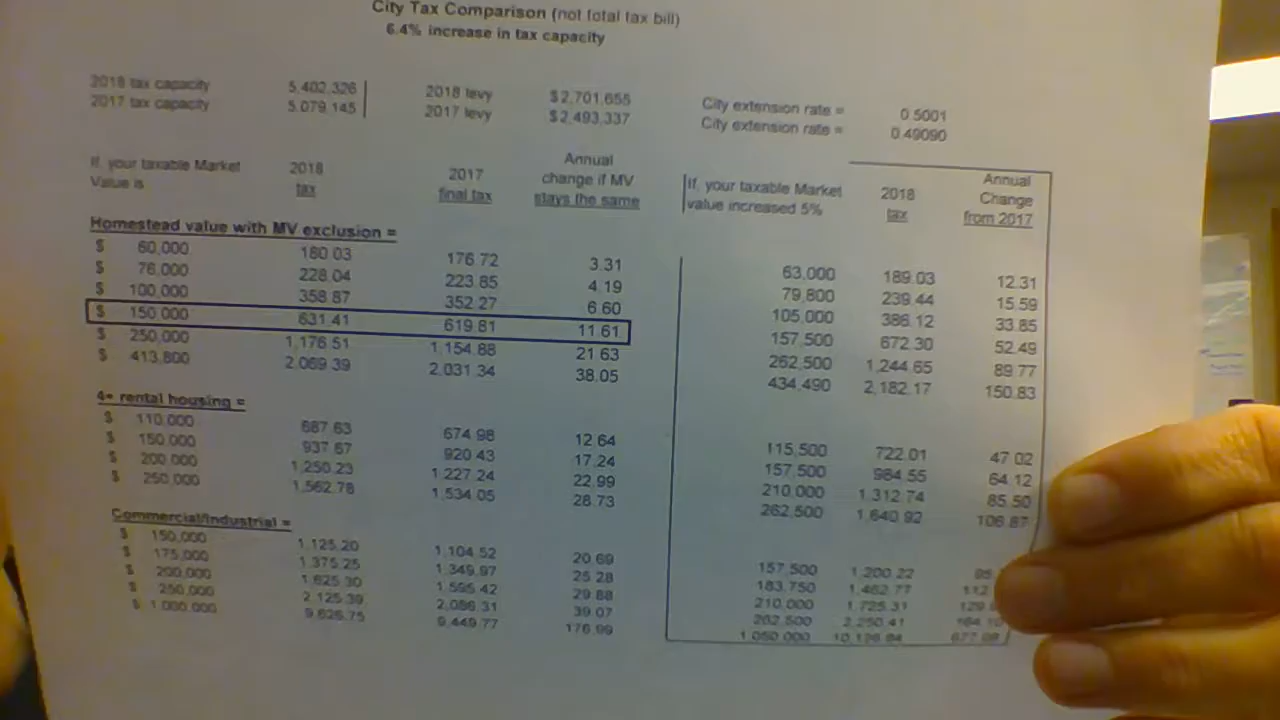 City Tax Comparison (not total tax bill)
6.4% increase in tax capacity
2018 tax capacity 5,402,326 2018 levy $2,701,655 City extension rate = 0.5001
2017 tax capacity 5,079,145 2017 levy $2,493,337 City extension rate = 0.49090
If, your taxable Market Value is 2018 tax 2017 final tax Annual change if MV stays the same If, your taxable Market value increased 5% 2018 tax Annual Change from 2017
Homestead value with MV exclusion =
$ 60,000 180.03 176.72 3.31 63,000 189.03 12.31
$ 76,000 228.04 223.85 4.19 79,800 239.44 15.59
$ 100,000 358.87 352.27 6.60 105,000 386.12 33.85
$ 150,000 631.41 619.81 11.61 157,500 672.30 52.49
$ 250,000 1,176.51 1,154.88 21.63 262,500 1,244.65 89.77
$ 413,800 2,069.39 2,031.34 38.05 434,490 2,182.17 150.83
4+ rental housing =
$ 110,000 687.63 674.98 12.64 115,500 722.01 47.02
$ 150,000 937.67 920.43 17.24 157,500 984.55 64.12
$ 200,000 1,250.23 1,227.24 22.99 210,000 1,312.74 85.50
$ 250,000 1,562.78 1,534.05 28.73 262,500 1,640.92 106.87
Commercial/Industrial =
$ 150,000 1,125.20 1,104.52 20.69 157,500 1,200.22
$ 175,000 1,375.25 1,349.97 25.28 183,750 1,462.77
$ 200,000 1,625.30 1,595.42 29.88 210,000 1,725.31
$ 250,000 2,125.39 2,086.31 39.07 262,500 2,250.41
$ 1,000,000 9,626.75 9,449.77 176.99 1,050,000